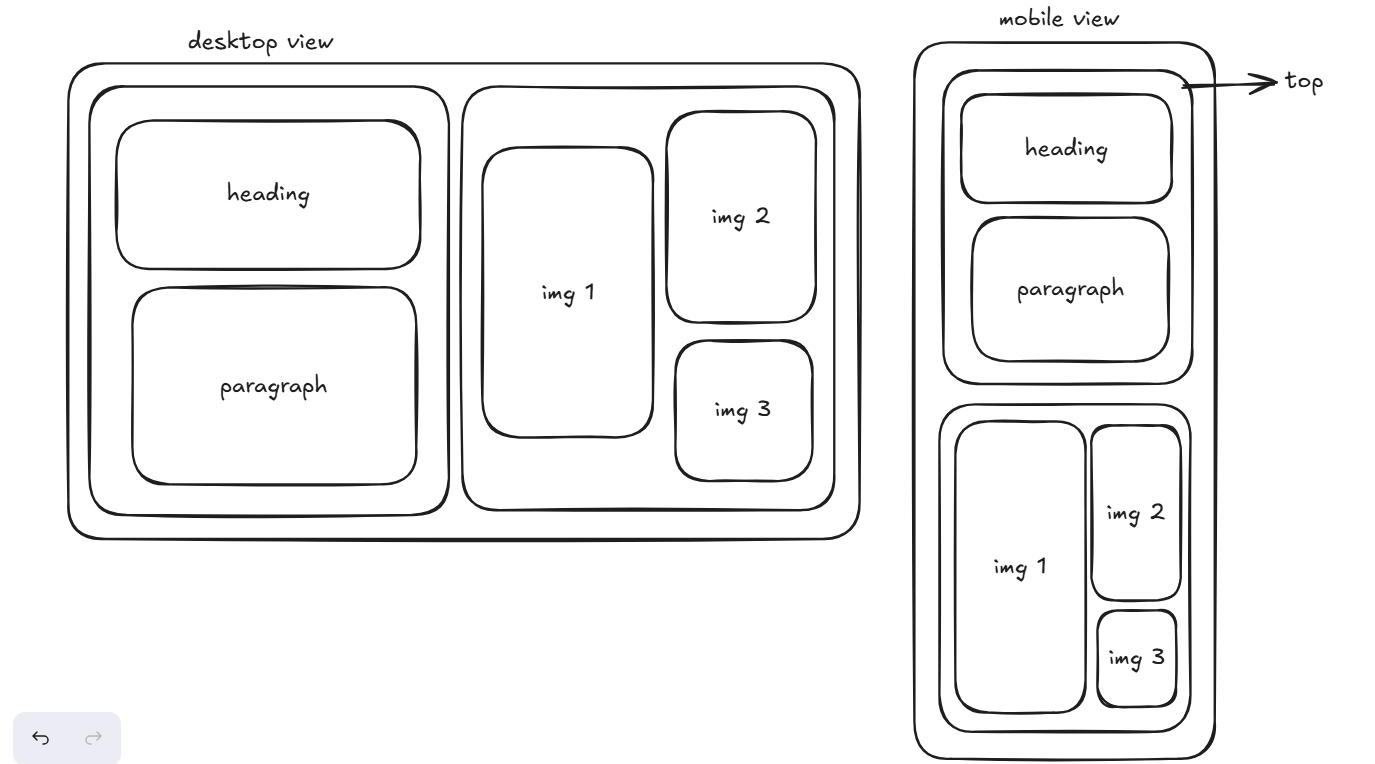 desktop view
heading
paragraph
img 1
img 2
img 3
mobile view
top
heading
paragraph
img 1
img 2
img 3